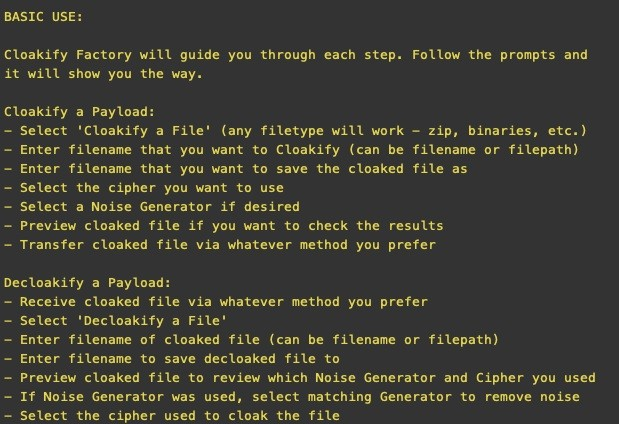 BASIC USE:
Cloakify Factory will guide you through each step. Follow the prompts and
it will show you the way.
Cloakify a Payload:
– Select 'Cloakify a File' (any filetype will work – zip, binaries, etc.)
– Enter filename that you want to Cloakify (can be filename or filepath)
– Enter filename that you want to save the cloaked file as
– Select the cipher you want to use
– Select a Noise Generator if desired
– Preview cloaked file if you want to check the results
– Transfer cloaked file via whatever method you prefer
Decloakify a Payload:
– Receive cloaked file via whatever method you prefer
– Select 'Decloakify a File'
– Enter filename of cloaked file (can be filename or filepath)
– Enter filename to save decloaked file to
– Preview cloaked file to review which Noise Generator and Cipher you used
– If Noise Generator was used, select matching Generator to remove noise
– Select the cipher used to cloak the file